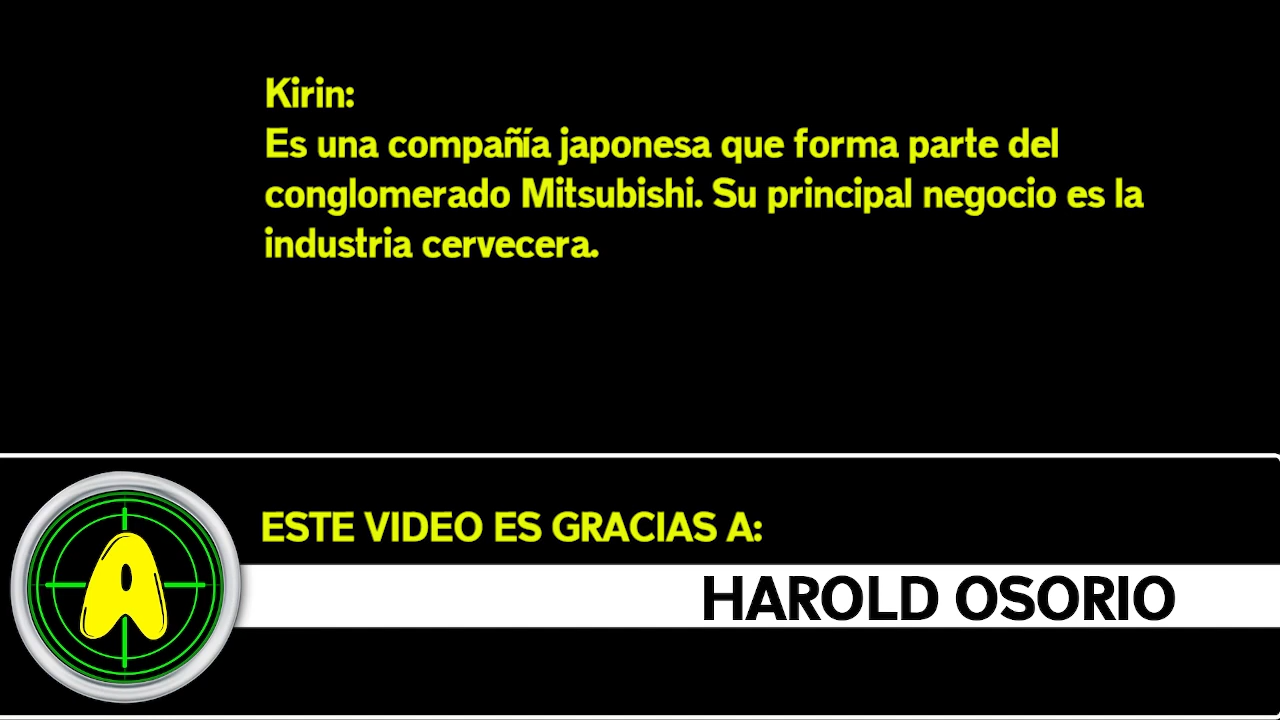 Kirin:
Es una compañía japonesa que forma parte del
conglomerado Mitsubishi. Su principal negocio es la
industria cervecera.
ESTE VIDEO ES GRACIAS A:
HAROLD OSORIO
A